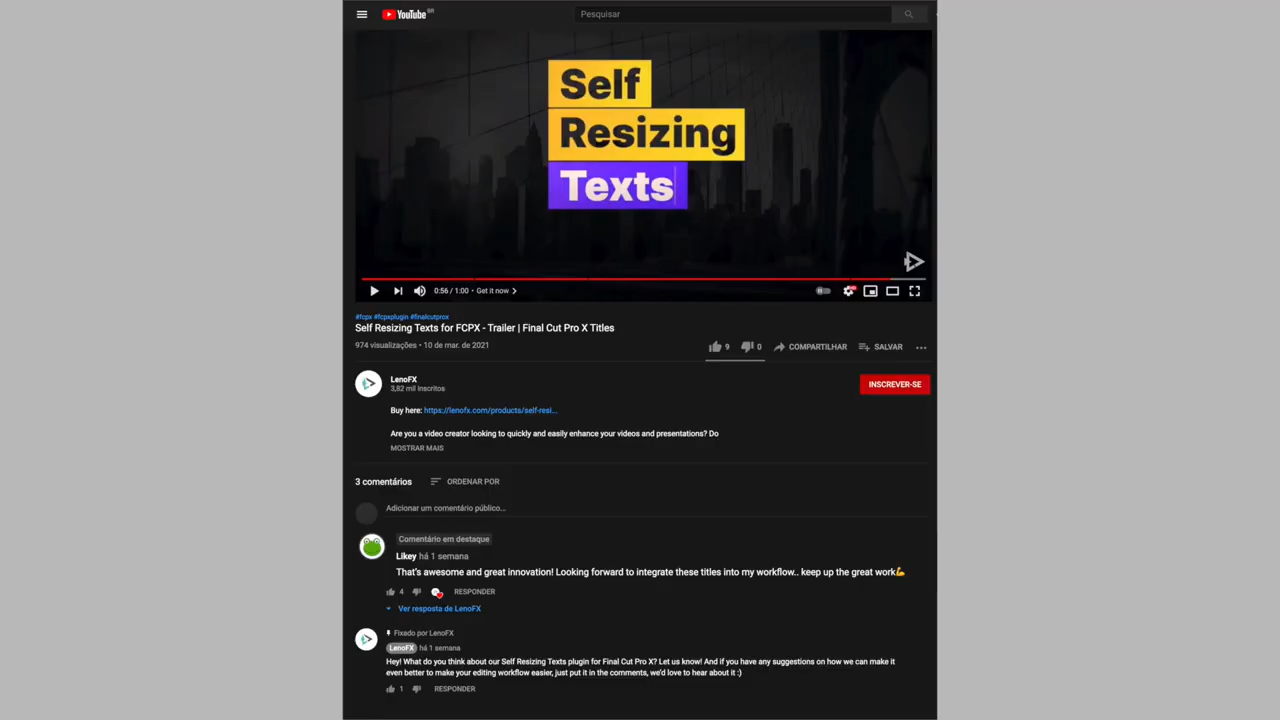 YouTube BR
Pesquisar
Self
Resizing
Texts
0:56 / 1:00 • Get it now
#fcpx #fcpxplugin #finalcutprox
Self Resizing Texts for FCPX - Trailer | Final Cut Pro X Titles
974 visualizações • 10 de mar. de 2021
9
0
COMPARTILHAR
SALVAR
LenoFX
3,82 mil inscritos
INSCREVER-SE
Buy here: https://lenofx.com/products/self-resi...
Are you a video creator looking to quickly and easily enhance your videos and presentations? Do
MOSTRAR MAIS
3 comentários
ORDENAR POR
Adicionar um comentário público...
Comentário em destaque
Likey há 1 semana
That's awesome and great innovation! Looking forward to integrate these titles into my workflow.. keep up the great work💪
4
RESPONDER
Ver resposta de LenoFX
Fixado por LenoFX
LenoFX há 1 semana
Hey! What do you think about our Self Resizing Texts plugin for Final Cut Pro X? Let us know! And if you have any suggestions on how we can make it
even better to make your editing workflow easier, just put it in the comments, we'd love to hear about it :)
1
RESPONDER